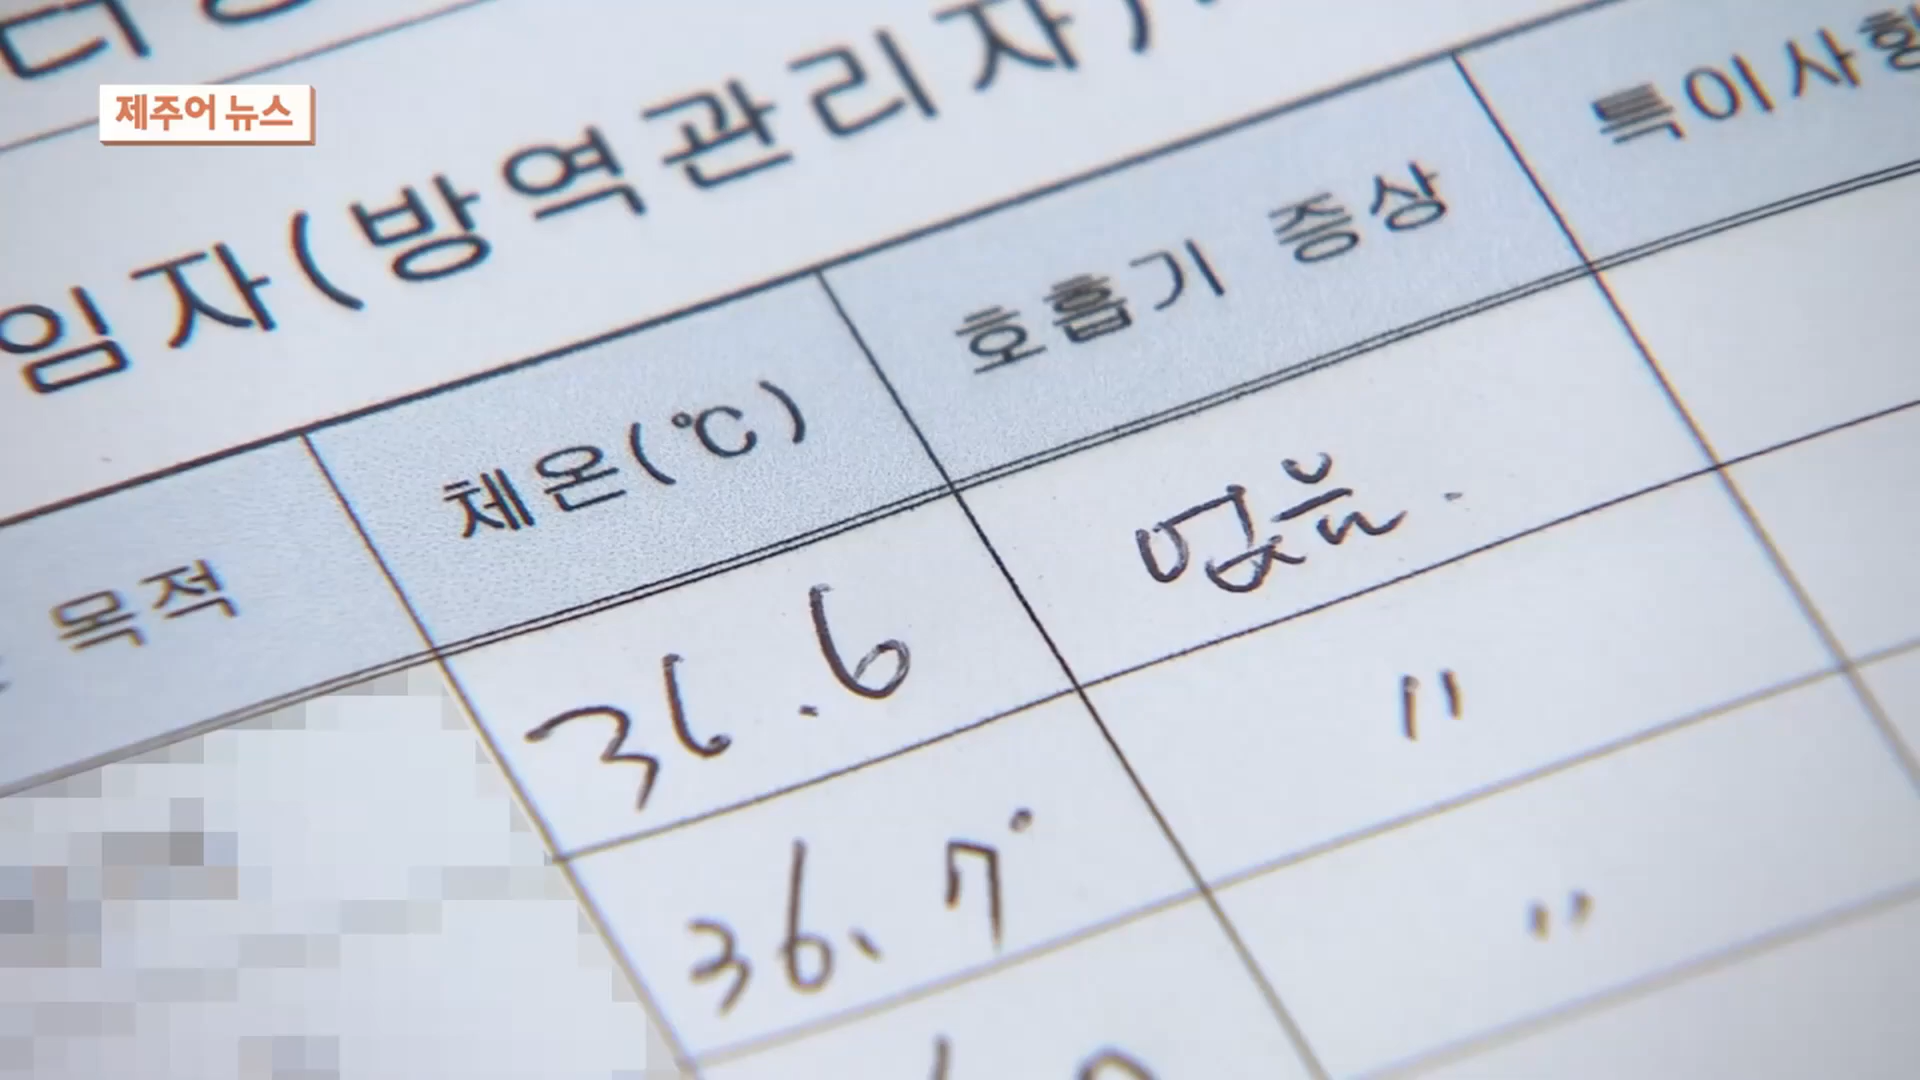 제주어 뉴스
임자(방역관리자)
목적 체온(℃) 호흡기 증상 특이사항
36.6 없음.
36.7° 〃
〃